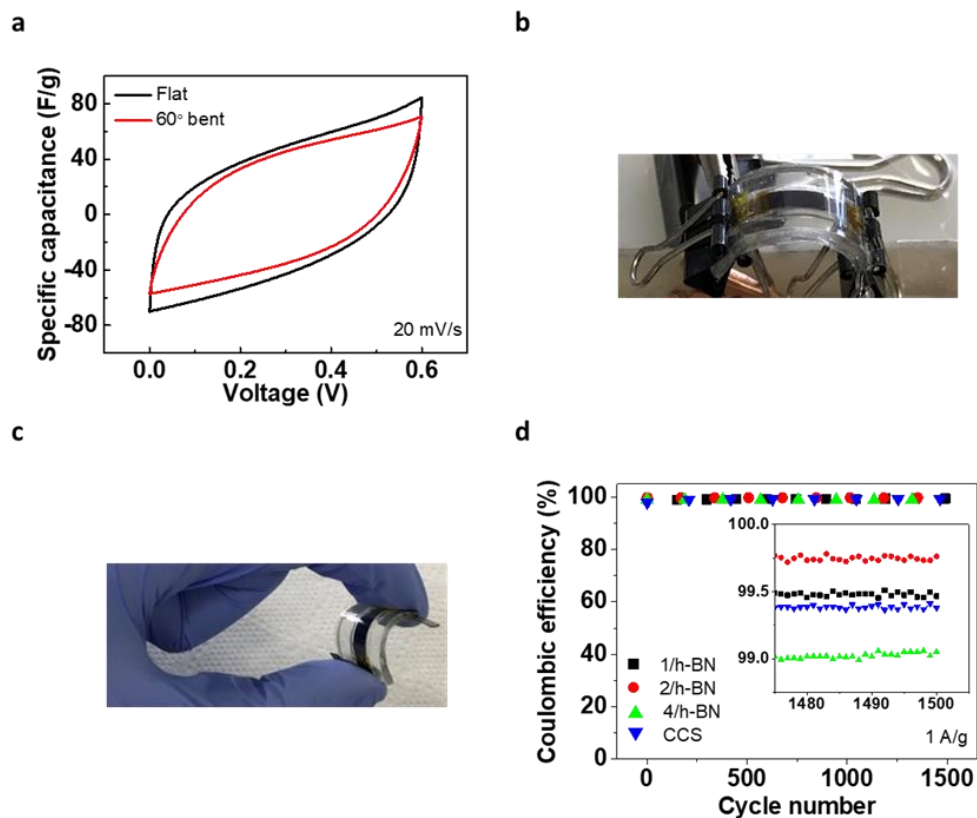 a
Specific capacitance (F/g)
80
40
0
-40
-80
Flat
60° bent
20 mV/s
0.0 0.2 0.4 0.6
Voltage (V)
b
c
d
Coulombic efficiency (%)
100
80
60
40
20
0
1/h-BN
2/h-BN
4/h-BN
CCS
100.0
99.5
99.0
1480 1490 1500
1 A/g
0 500 1000 1500
Cycle number